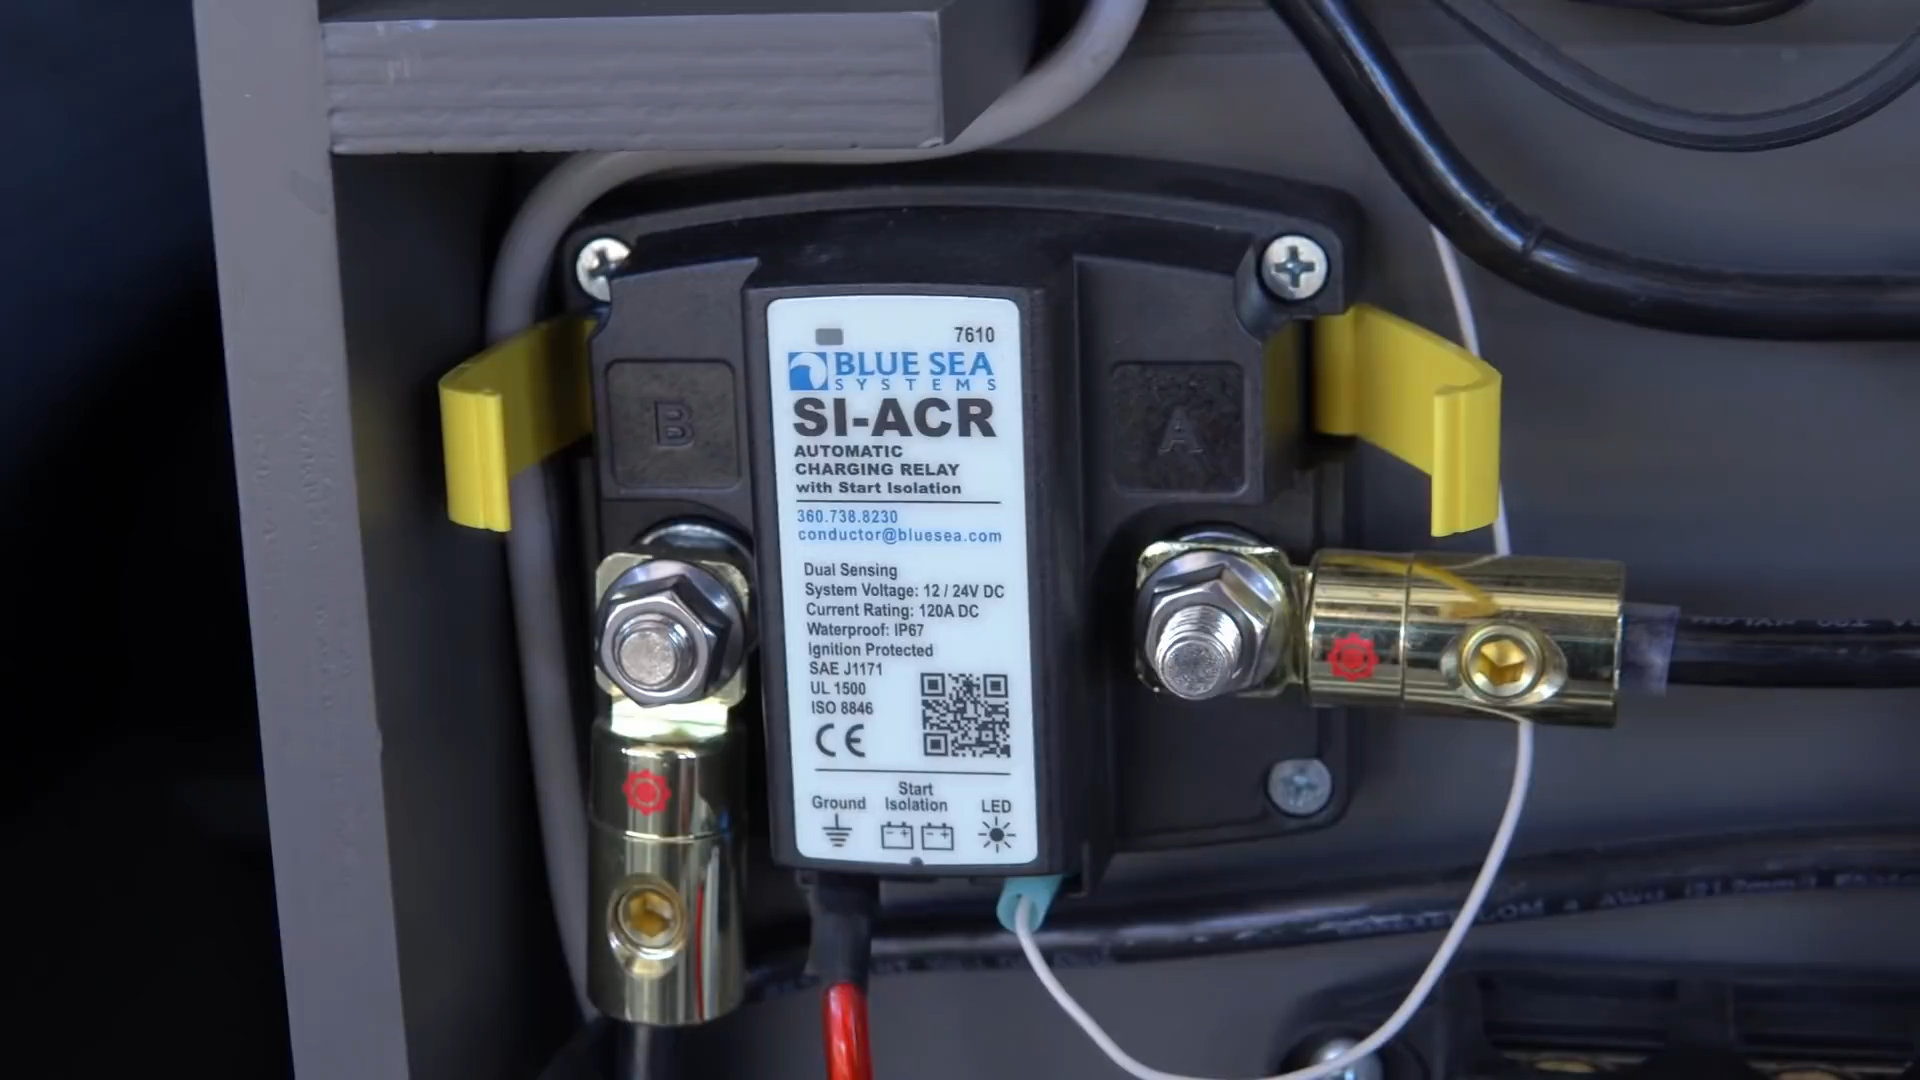 7610
BLUE SEA
SYSTEMS
SI-ACR
AUTOMATIC
CHARGING RELAY
with Start Isolation
360.738.8230
conductor@bluesea.com
B
A
Dual Sensing
System Voltage: 12 / 24V DC
Current Rating: 120A DC
Waterproof: IP67
Ignition Protected
SAE J1171
UL 1500
ISO 8846
CE
Ground
Start
Isolation
LED
4 AWG